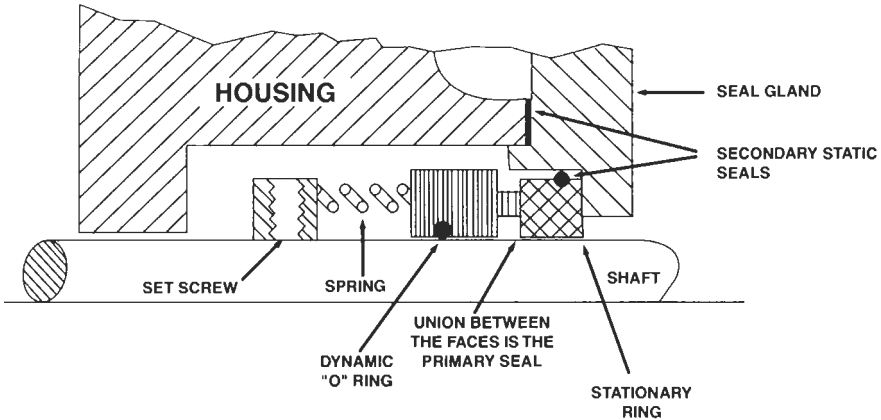 HOUSING
SEAL GLAND
SECONDARY STATIC
SEALS
SET SCREW
SPRING
SHAFT
DYNAMIC
"O" RING
UNION BETWEEN
THE FACES IS THE
PRIMARY SEAL
STATIONARY
RING